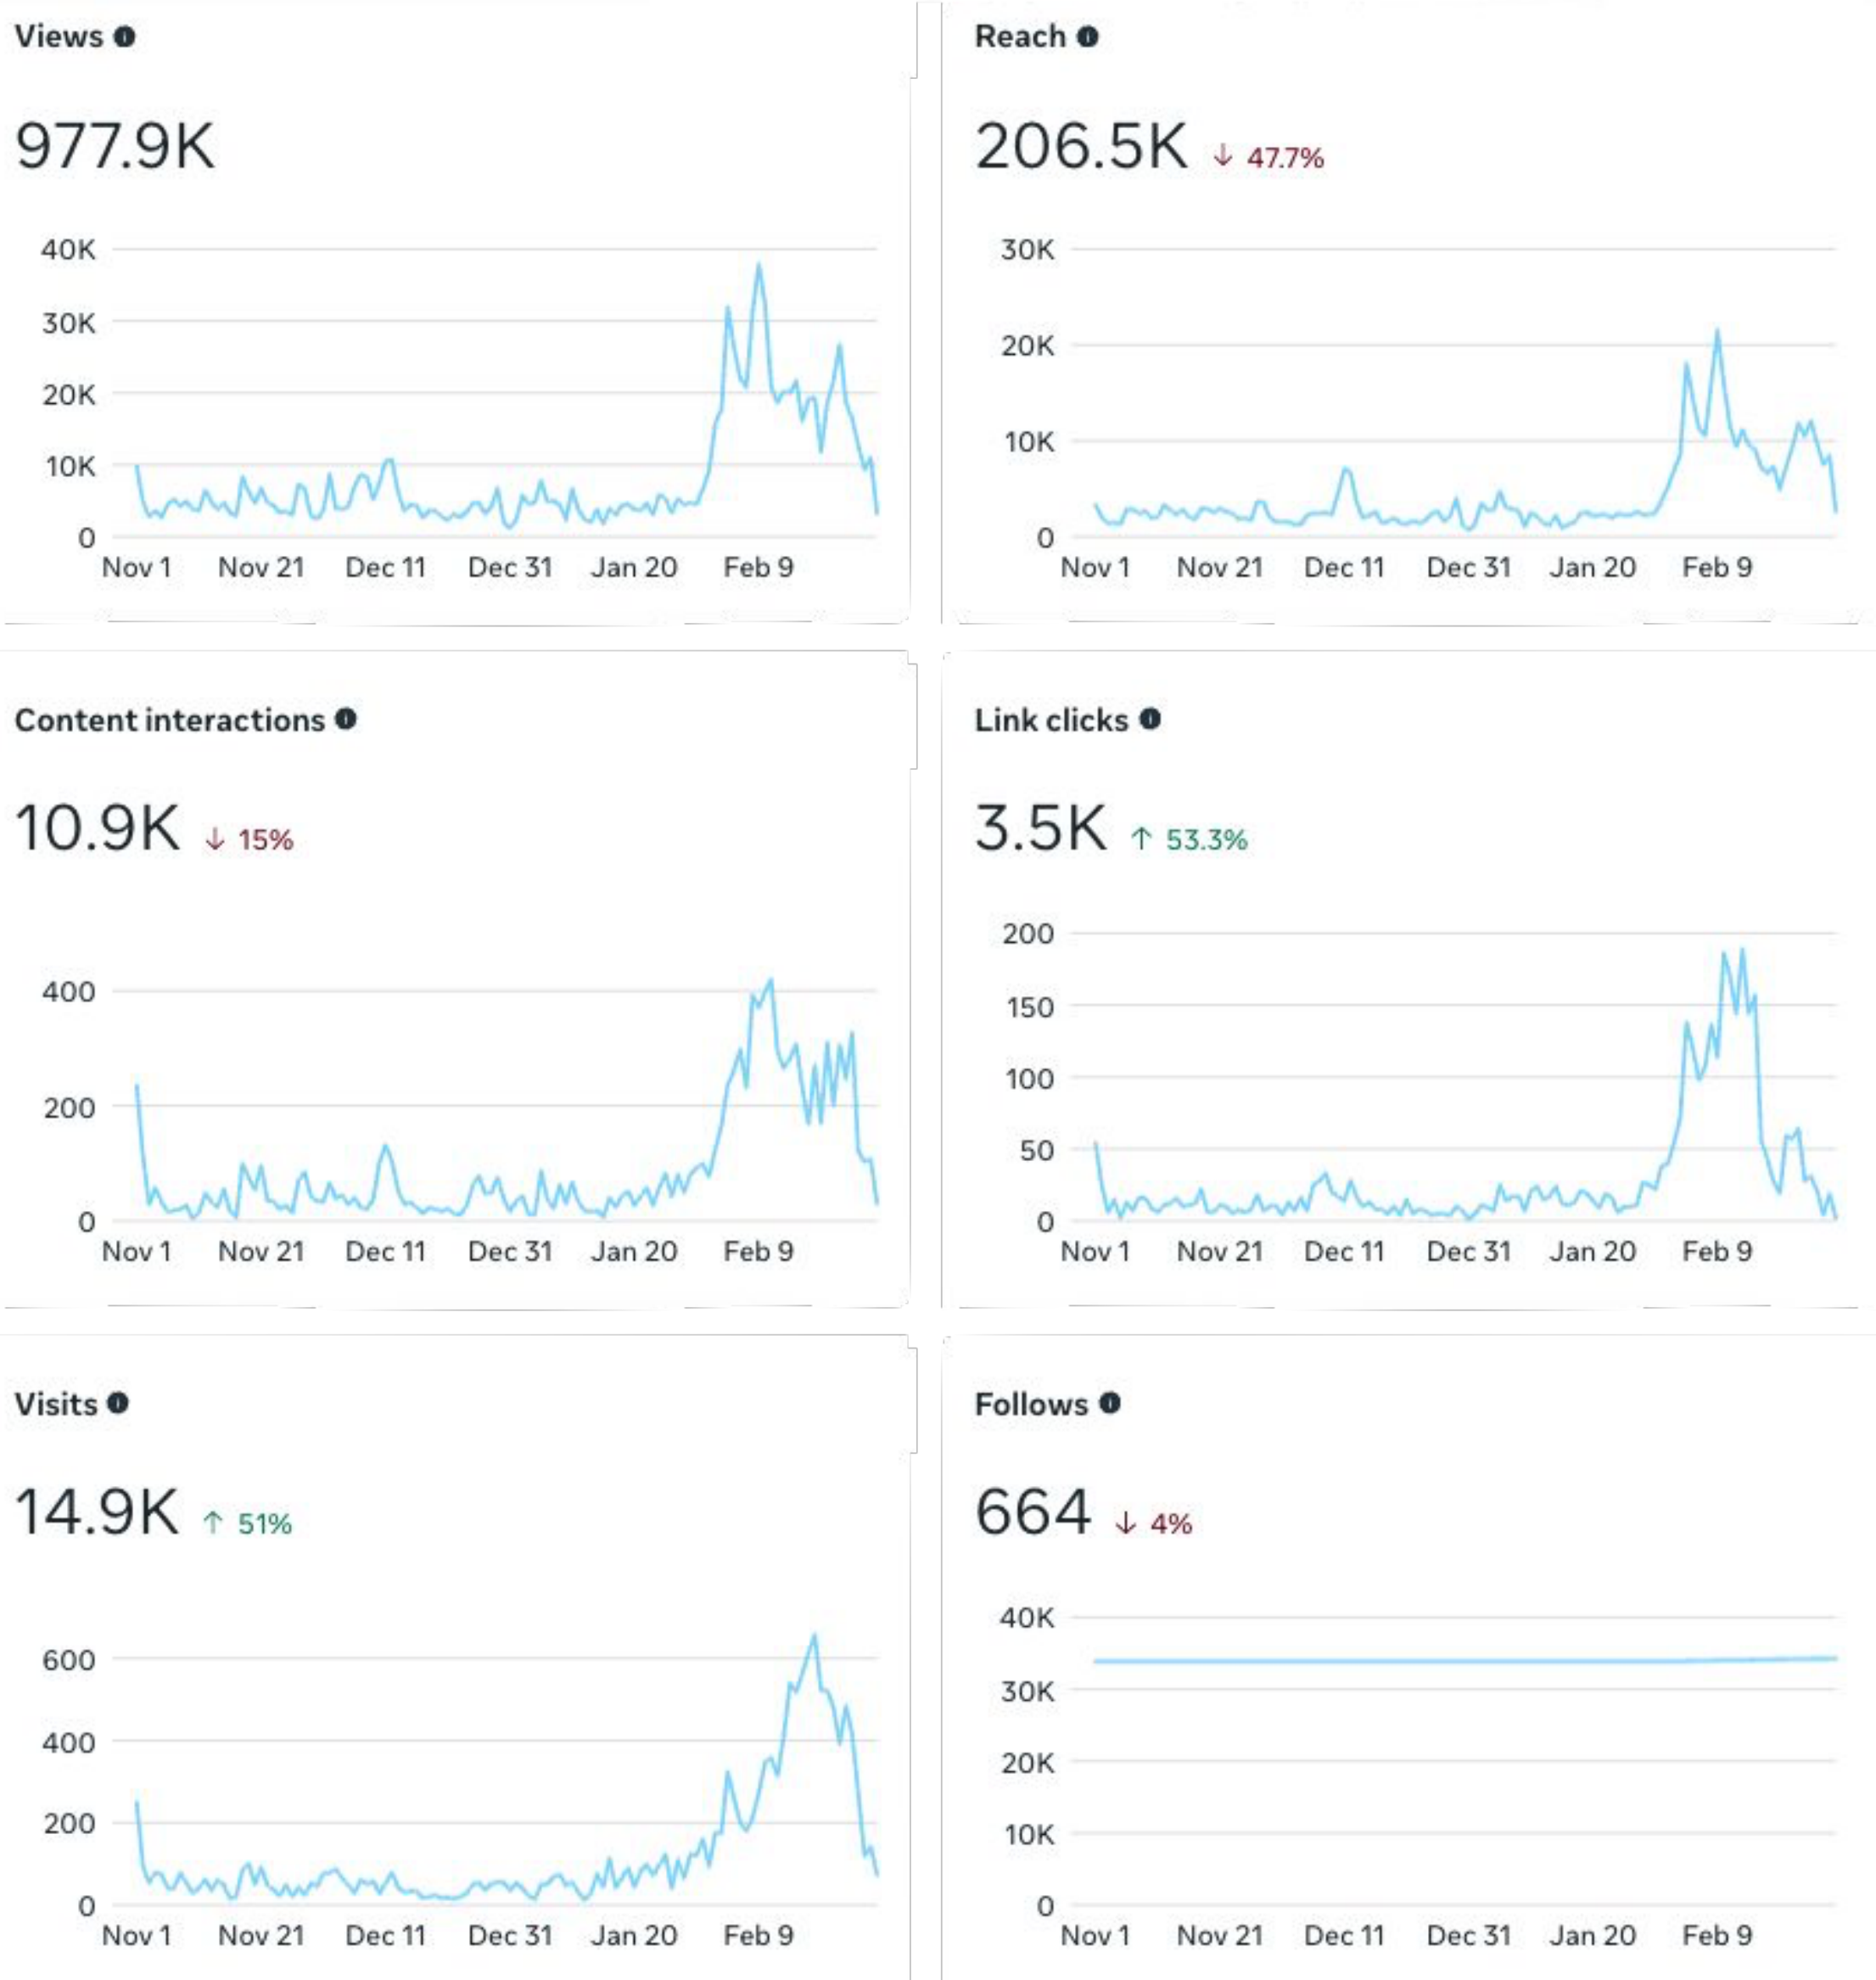 Views
977.9K
40K
30K
20K
10K
0
Nov 1 Nov 21 Dec 11 Dec 31 Jan 20 Feb 9
Reach
206.5K ↓ 47.7%
30K
20K
10K
0
Nov 1 Nov 21 Dec 11 Dec 31 Jan 20 Feb 9
Content interactions
10.9K ↓ 15%
400
200
0
Nov 1 Nov 21 Dec 11 Dec 31 Jan 20 Feb 9
Link clicks
3.5K ↑ 53.3%
200
150
100
50
0
Nov 1 Nov 21 Dec 11 Dec 31 Jan 20 Feb 9
Visits
14.9K ↑ 51%
600
400
200
0
Nov 1 Nov 21 Dec 11 Dec 31 Jan 20 Feb 9
Follows
664 ↓ 4%
40K
30K
20K
10K
0
Nov 1 Nov 21 Dec 11 Dec 31 Jan 20 Feb 9